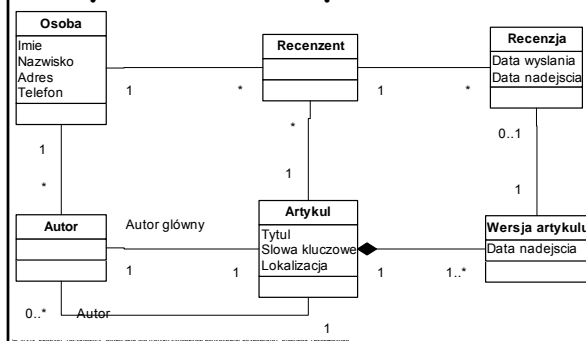 Osoba
Imie
Nazwisko
Adres
Telefon
Recenzent
Recenzja
Data wyslania
Data nadejscia
1
*
1
*
1
*
*
1
0..1
1
Autor
Autor glówny
Artykul
Tytul
Slowa kluczowe
Lokalizacja
Wersja artykulu
Data nadejscia
1
1
1
1..*
0..*
Autor
1